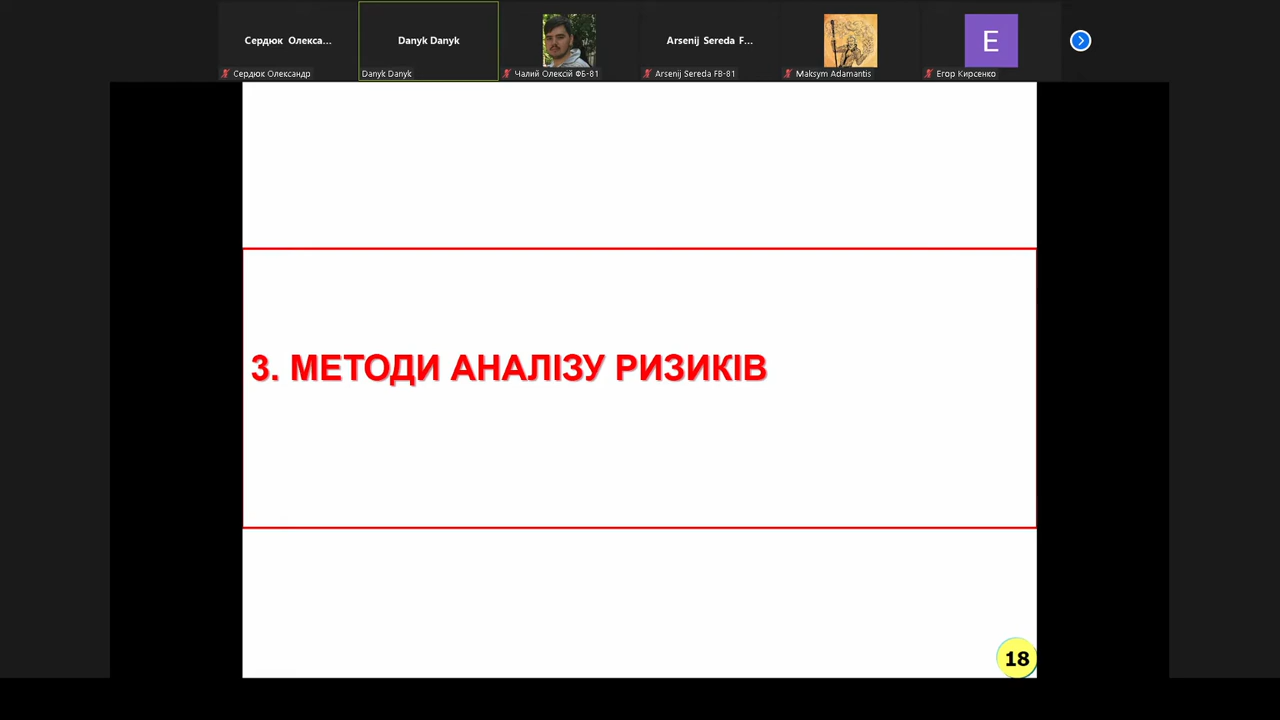 Сердюк Олекса...
Danyk Danyk
Arsenij Sereda F...
E
Сердюк Олександр
Danyk Danyk
Чалий Олексій ФБ-81
Arsenij Sereda FB-81
Maksym Adamantis
Егор Кирсенко
3. МЕТОДИ АНАЛІЗУ РИЗИКІВ
18